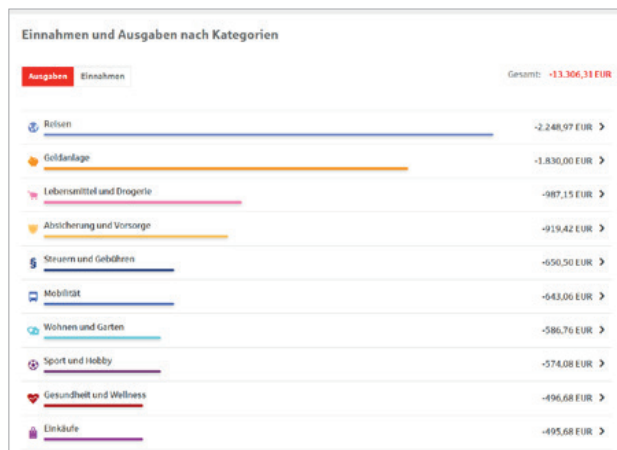 Einnahmen und Ausgaben nach Kategorien
Ausgaben Einnahmen Gesamt: -13.306,31 EUR
Reisen -2.248,97 EUR
Geldanlage -1.830,00 EUR
Lebensmittel und Drogerie -987,15 EUR
Absicherung und Vorsorge -919,42 EUR
§ Steuern und Gebühren -650,50 EUR
Mobilität -643,06 EUR
Wohnen und Garten -586,76 EUR
Sport und Hobby -574,08 EUR
Gesundheit und Wellness -496,68 EUR
Einkäufe -495,68 EUR